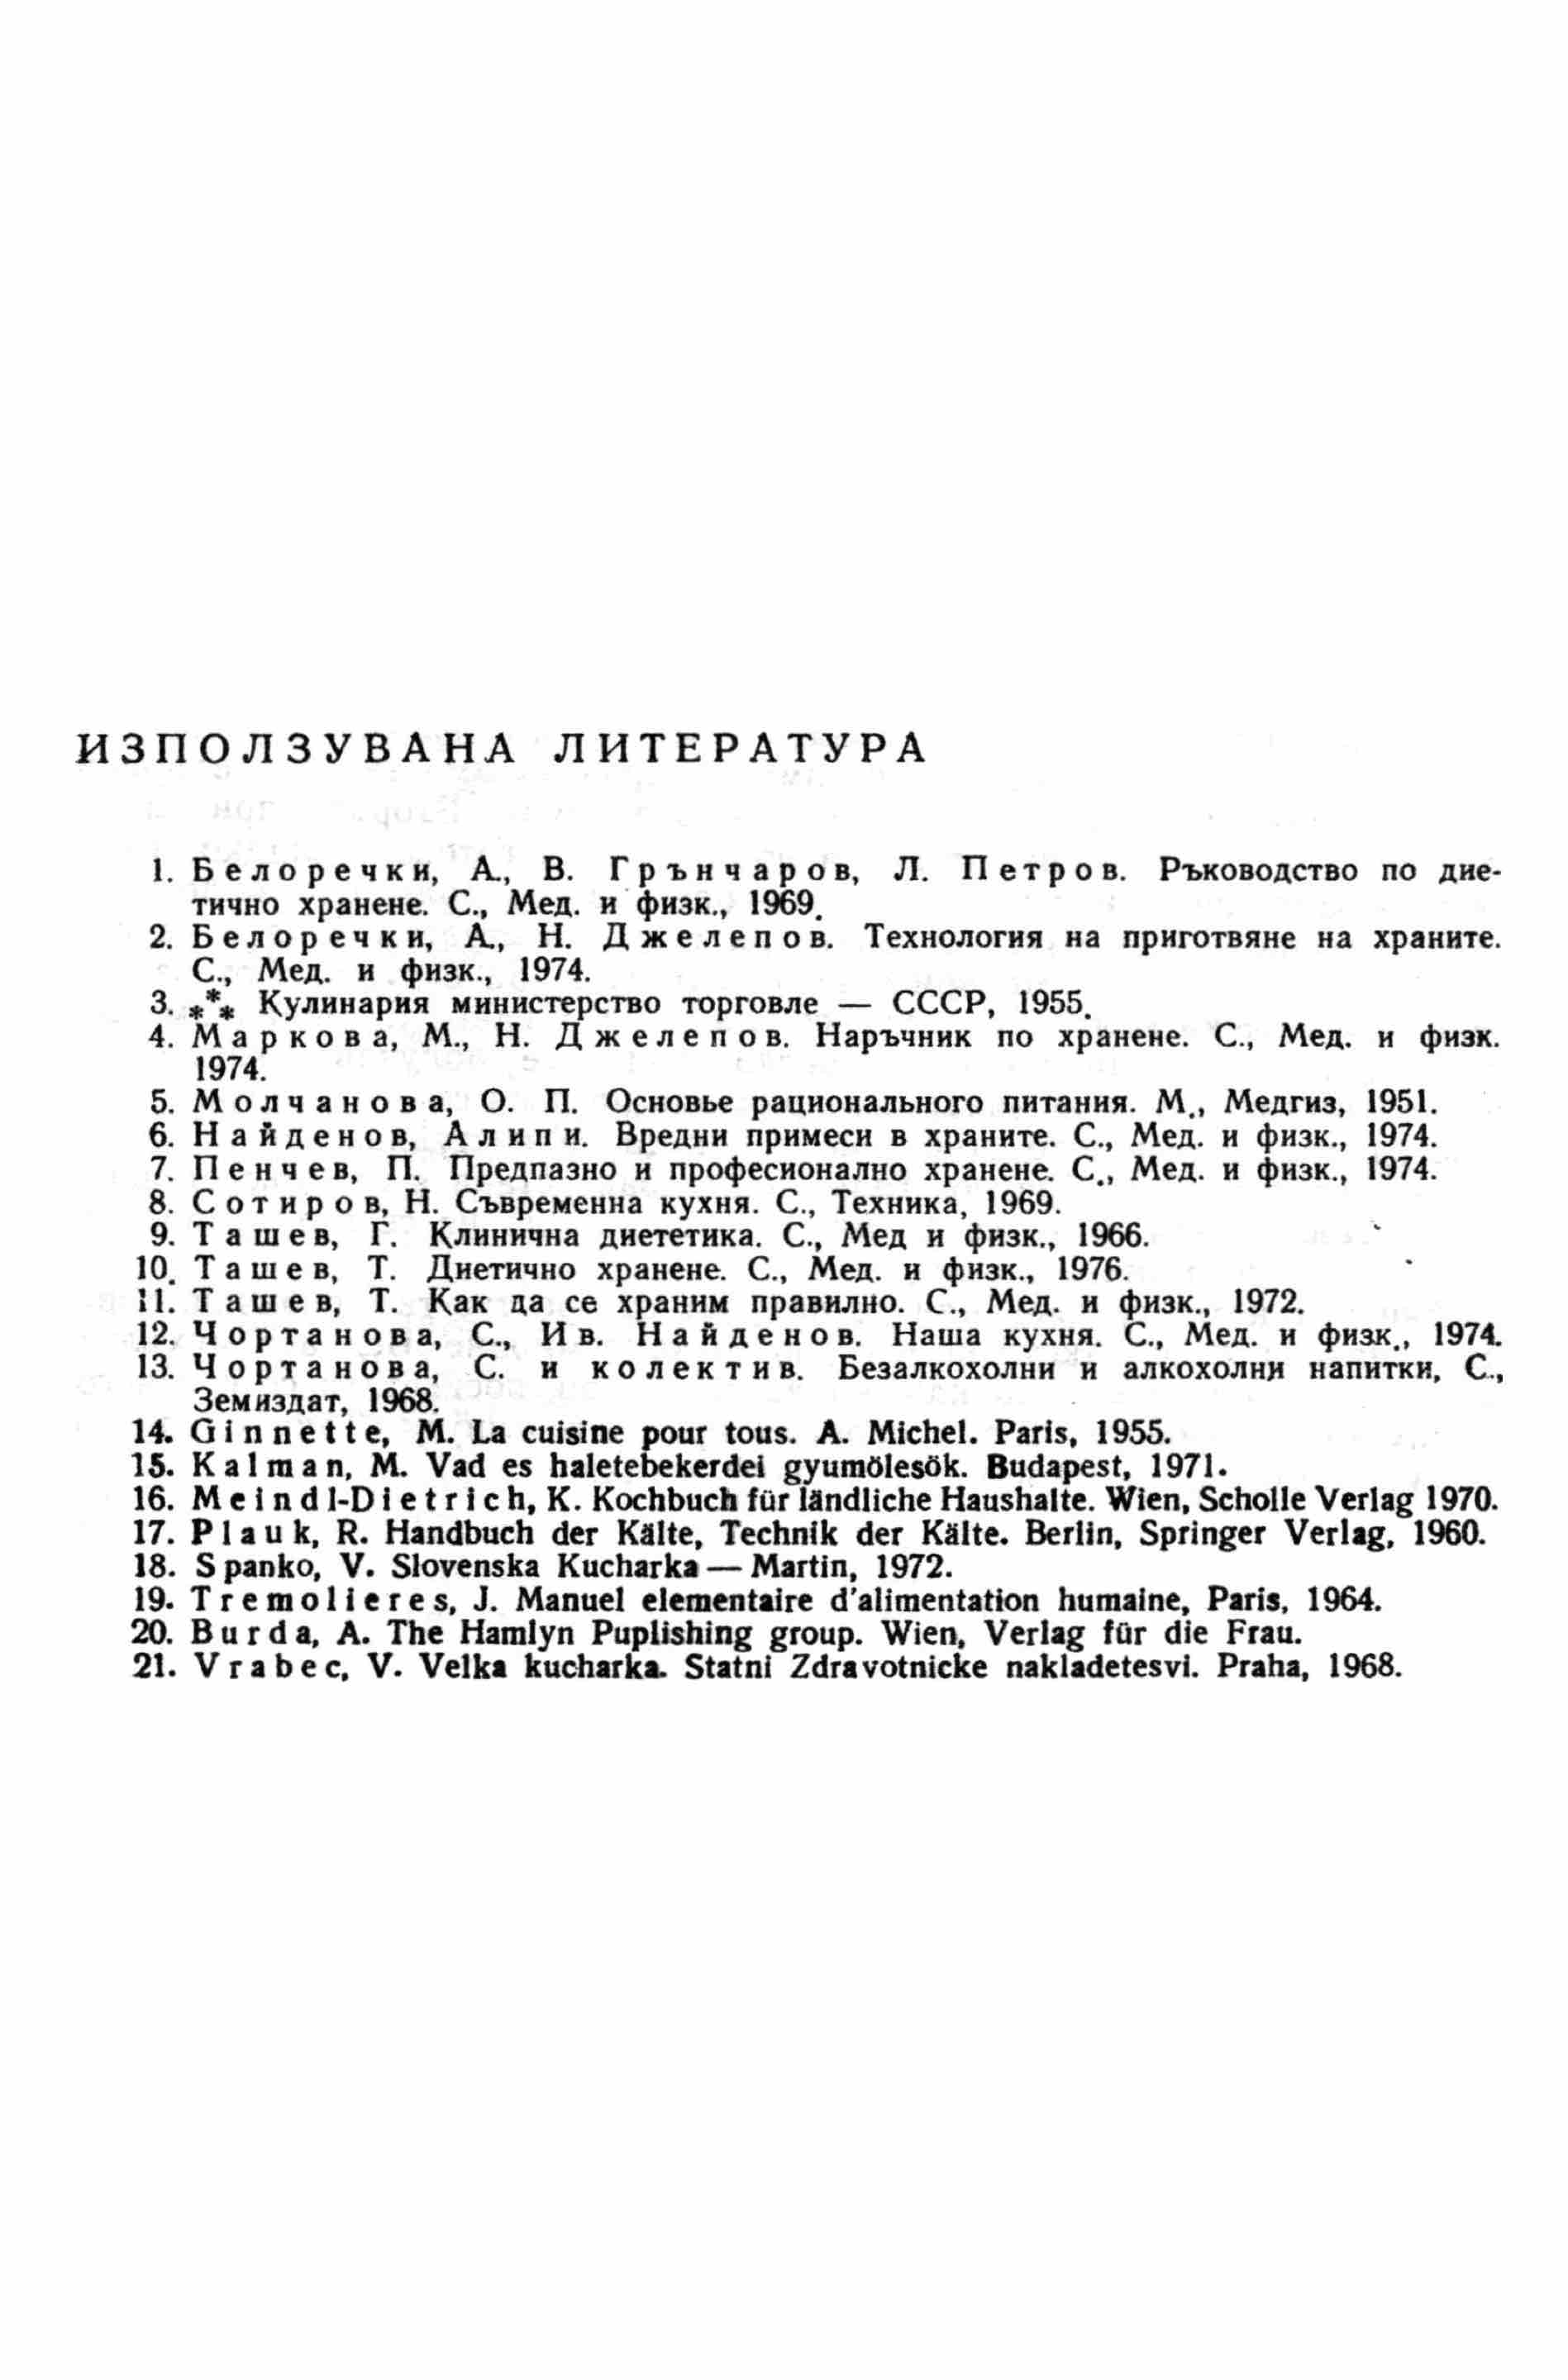 ИЗПОЛЗУВАНА ЛИТЕРАТУРА
1. Белоречки, А., В. Грънчаров, Л. Петров. Ръководство по дие-
тично хранене. С., Мед. и физк., 1969.
2. Белоречки, А., Н. Джелепов. Технология на приготвяне на храните.
С., Мед. и физк., 1974.
3. *** Кулинария министерство торговле — СССР, 1955.
4. Маркова, М., Н. Джелепов. Наръчник по хранене. С., Мед. и физк.
1974.
5. Молчанова, О. П. Основье рационального питания. М., Медгиз, 1951.
6. Найденов, Алипи. Вредни примеси в храните. С., Мед. и физк., 1974.
7. Пенчев, П. Предпазно и професионално хранене. С., Мед. и физк., 1974.
8. Сотиров, Н. Съвременна кухня. С., Техника, 1969.
9. Ташев, Г. Клинична диететика. С., Мед и физк., 1966.
10. Ташев, Т. Диетично хранене. С., Мед. и физк., 1976.
11. Ташев, Т. Как да се храним правилно. С., Мед. и физк., 1972.
12. Чортанова, С., Ив. Найденов. Наша кухня. С., Мед. и физк., 1974.
13. Чортанова, С. и колектив. Безалкохолни и алкохолни напитки, С.,
Земиздат, 1968.
14. Ginnette, M. La cuisine pour tous. A. Michel. Paris, 1955.
15. Kalman, M. Vad es haletebekerdei gyumölesök. Budapest, 1971.
16. Meindl-Dietrich, K. Kochbuch für ländliche Haushalte. Wien, Scholle Verlag 1970.
17. Plauk, R. Handbuch der Kälte, Technik der Kälte. Berlin, Springer Verlag, 1960.
18. Spanko, V. Slovenska Kucharka — Martin, 1972.
19. Tremolieres, J. Manuel elementaire d'alimentation humaine, Paris, 1964.
20. Burda, A. The Hamlyn Puplishing group. Wien, Verlag für die Frau.
21. Vrabec, V. Velka kucharka. Statni Zdravotnicke nakladetesvi. Praha, 1968.